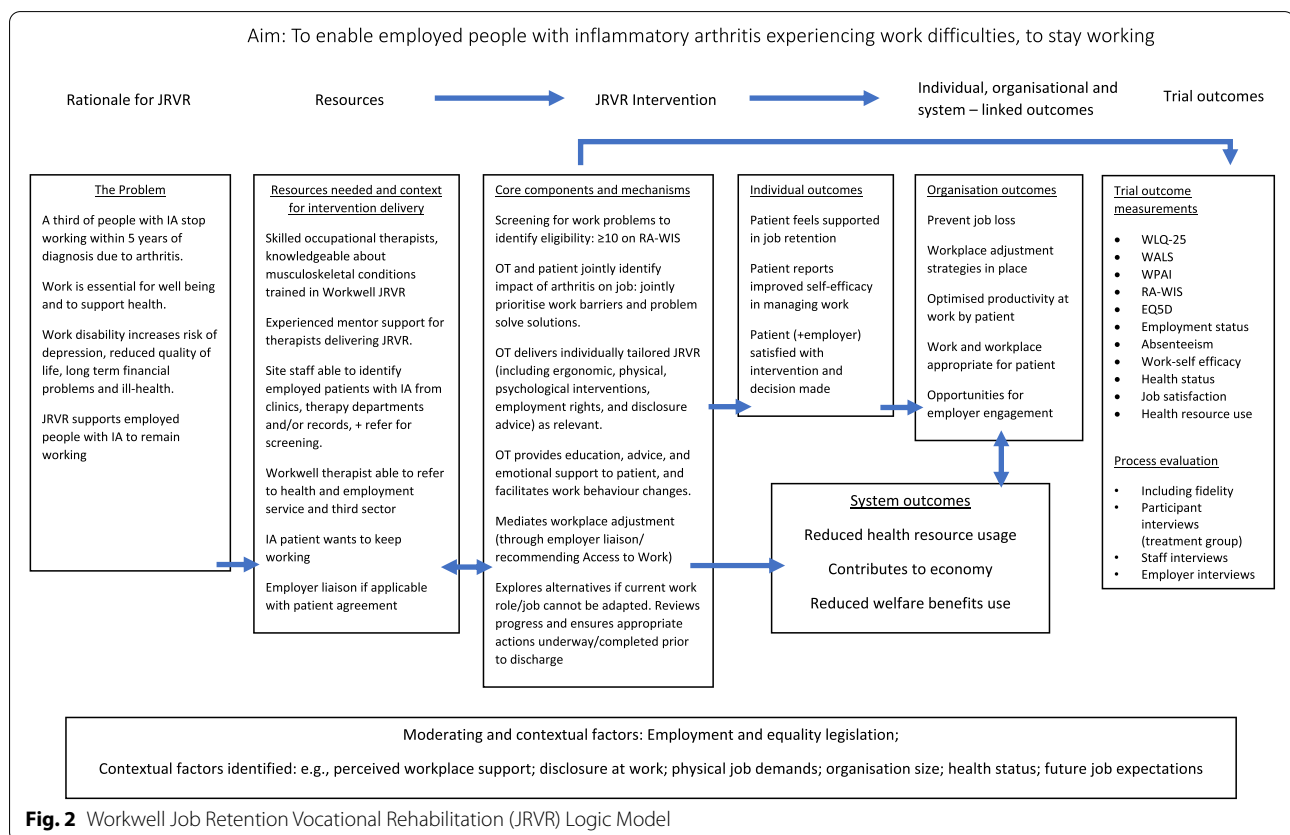 Aim: To enable employed people with inflammatory arthritis experiencing work difficulties, to stay working
Rationale for JRVR
Resources
JRVR Intervention
Individual, organisational and
system – linked outcomes
Trial outcomes
The Problem
A third of people with IA stop
working within 5 years of
diagnosis due to arthritis.
Work is essential for well being
and to support health.
Work disability increases risk of
depression, reduced quality of
life, long term financial
problems and ill-health.
JRVR supports employed
people with IA to remain
working
Resources needed and context
for intervention delivery
Skilled occupational therapists,
knowledgeable about
musculoskeletal conditions
trained in Workwell JRVR
Experienced mentor support for
therapists delivering JRVR.
Site staff able to identify
employed patients with IA from
clinics, therapy departments
and/or records, + refer for
screening.
Workwell therapist able to refer
to health and employment
service and third sector
IA patient wants to keep
working
Employer liaison if applicable
with patient agreement
Core components and mechanisms
Screening for work problems to
identify eligibility: ≥10 on RA-WIS
OT and patient jointly identify
impact of arthritis on job: jointly
prioritise work barriers and problem
solve solutions.
OT delivers individually tailored JRVR
(including ergonomic, physical,
psychological interventions,
employment rights, and disclosure
advice) as relevant.
OT provides education, advice, and
emotional support to patient, and
facilitates work behaviour changes.
Mediates workplace adjustment
(through employer liaison/
recommending Access to Work)
Explores alternatives if current work
role/job cannot be adapted. Reviews
progress and ensures appropriate
actions underway/completed prior
to discharge
Individual outcomes
Patient feels supported
in job retention
Patient reports
improved self-efficacy
in managing work
Patient (+employer)
satisfied with
intervention and
decision made
Organisation outcomes
Prevent job loss
Workplace adjustment
strategies in place
Optimised productivity at
work by patient
Work and workplace
appropriate for patient
Opportunities for
employer engagement
System outcomes
Reduced health resource usage
Contributes to economy
Reduced welfare benefits use
Trial outcome
measurements
• WLQ-25
• WALS
• WPAI
• RA-WIS
• EQ5D
• Employment status
• Absenteeism
• Work-self efficacy
• Health status
• Job satisfaction
• Health resource use
Process evaluation
• Including fidelity
• Participant
interviews
(treatment group)
• Staff interviews
• Employer interviews
Moderating and contextual factors: Employment and equality legislation;
Contextual factors identified: e.g., perceived workplace support; disclosure at work; physical job demands; organisation size; health status; future job expectations
Fig. 2 Workwell Job Retention Vocational Rehabilitation (JRVR) Logic Model